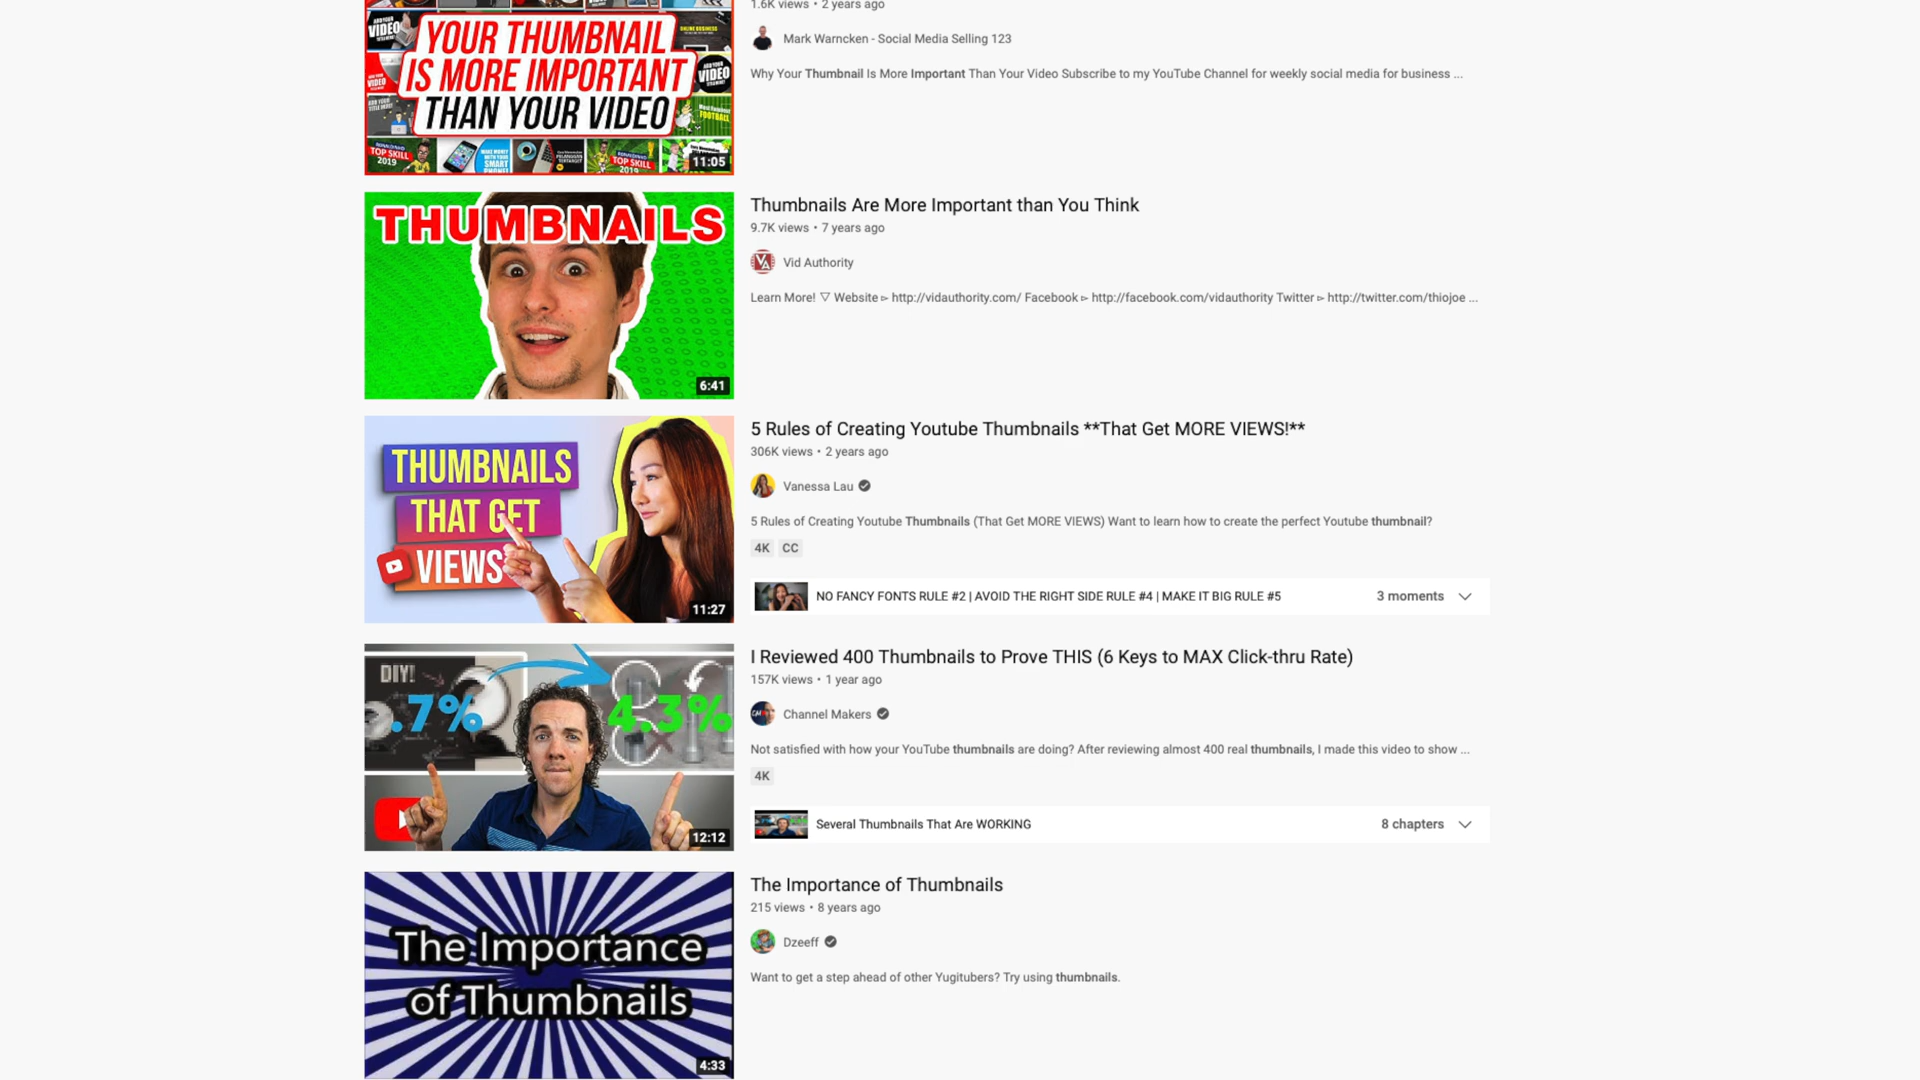 1.6K views • 2 years ago
YOUR THUMBNAIL
IS MORE IMPORTANT
THAN YOUR VIDEO
VIDEO
VIDEO
FOOTBALL
TOP SKILL
2019
TOP SKILL
2019
11:05
Mark Warncken - Social Media Selling 123
Why Your Thumbnail Is More Important Than Your Video Subscribe to my YouTube Channel for weekly social media for business ...
THUMBNAILS
6:41
Thumbnails Are More Important than You Think
9.7K views • 7 years ago
VA
Vid Authority
Learn More! ▽ Website ▻ http://vidauthority.com/ Facebook ▻ http://facebook.com/vidauthority Twitter ▻ http://twitter.com/thiojoe ...
THUMBNAILS
THAT GET
VIEWS
11:27
5 Rules of Creating Youtube Thumbnails **That Get MORE VIEWS!**
306K views • 2 years ago
Vanessa Lau
5 Rules of Creating Youtube Thumbnails (That Get MORE VIEWS) Want to learn how to create the perfect Youtube thumbnail?
4K CC
NO FANCY FONTS RULE #2 | AVOID THE RIGHT SIDE RULE #4 | MAKE IT BIG RULE #5
3 moments
DIY!
.7%
4.3%
12:12
I Reviewed 400 Thumbnails to Prove THIS (6 Keys to MAX Click-thru Rate)
157K views • 1 year ago
Channel Makers
Not satisfied with how your YouTube thumbnails are doing? After reviewing almost 400 real thumbnails, I made this video to show ...
4K
Several Thumbnails That Are WORKING
8 chapters
The Importance
of Thumbnails
4:33
The Importance of Thumbnails
215 views • 8 years ago
Dzeeff
Want to get a step ahead of other Yugitubers? Try using thumbnails.